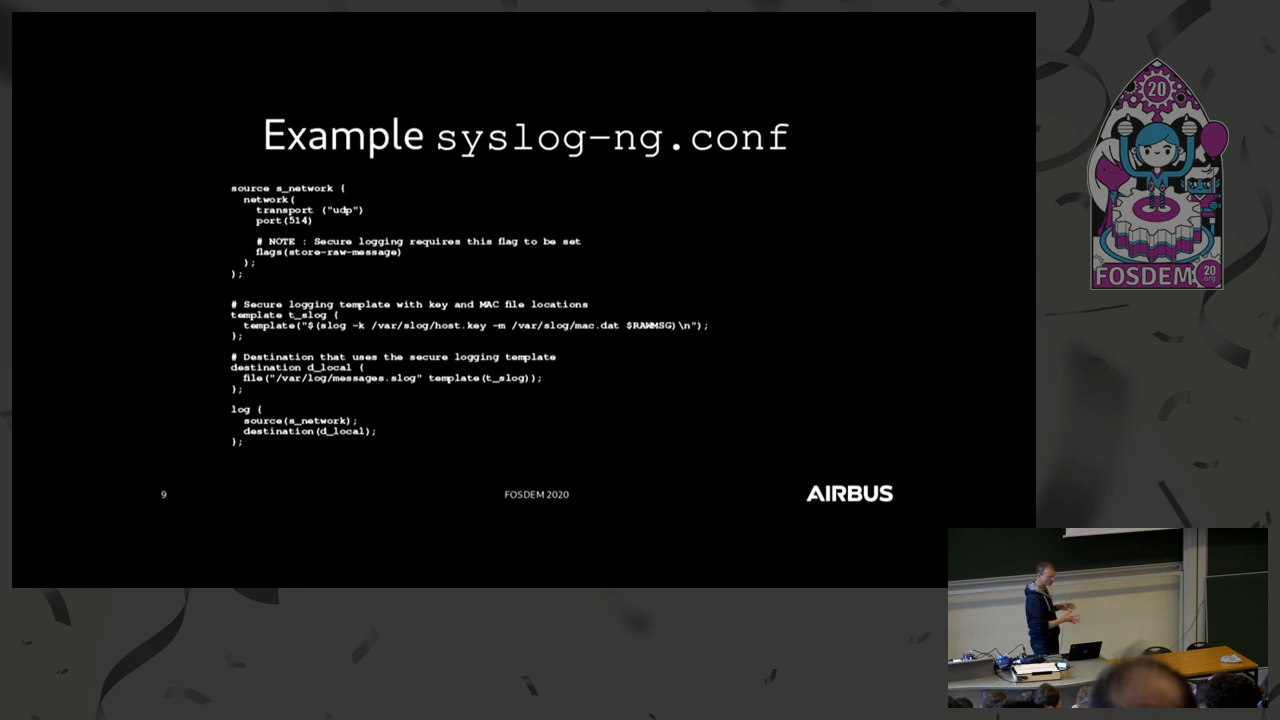 Example syslog-ng.conf
source s_network {
network(
transport ("udp")
port(514)
# NOTE : Secure logging requires this flag to be set
flags(store-raw-message)
);
};
# Secure logging template with key and MAC file locations
template t_slog {
template("$(slog -k /var/slog/host.key -m /var/slog/mac.dat $RAWMSG)\n");
};
# Destination that uses the secure logging template
destination d_local {
file("/var/log/messages.slog" template(t_slog));
};
log {
source(s_network);
destination(d_local);
};
9
FOSDEM 2020
AIRBUS
20
FOSDEM
20
.org